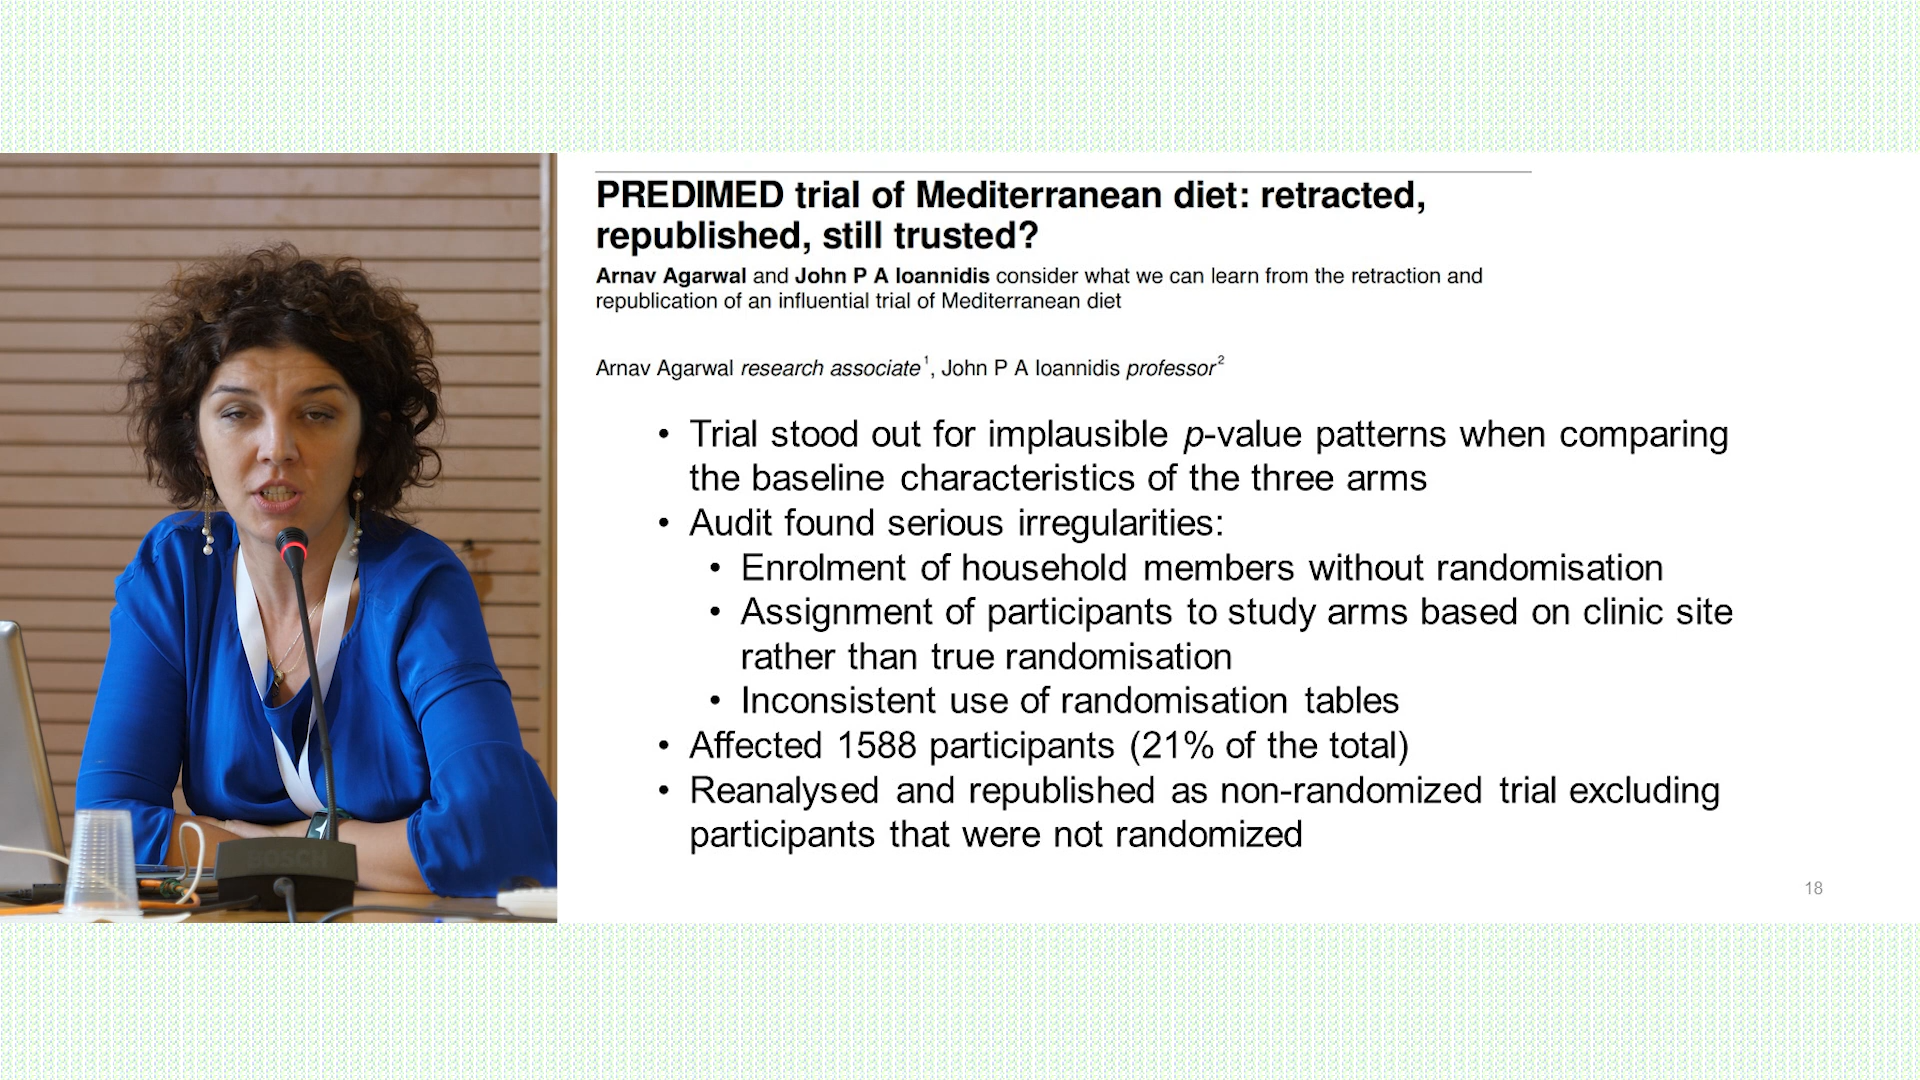 PREDIMED trial of Mediterranean diet: retracted,
republished, still trusted?
Arnav Agarwal and John P A Ioannidis consider what we can learn from the retraction and
republication of an influential trial of Mediterranean diet
Arnav Agarwal research associate 1, John P A Ioannidis professor 2
• Trial stood out for implausible p-value patterns when comparing
the baseline characteristics of the three arms
• Audit found serious irregularities:
• Enrolment of household members without randomisation
• Assignment of participants to study arms based on clinic site
rather than true randomisation
• Inconsistent use of randomisation tables
• Affected 1588 participants (21% of the total)
• Reanalysed and republished as non-randomized trial excluding
participants that were not randomized
18
BOSCH